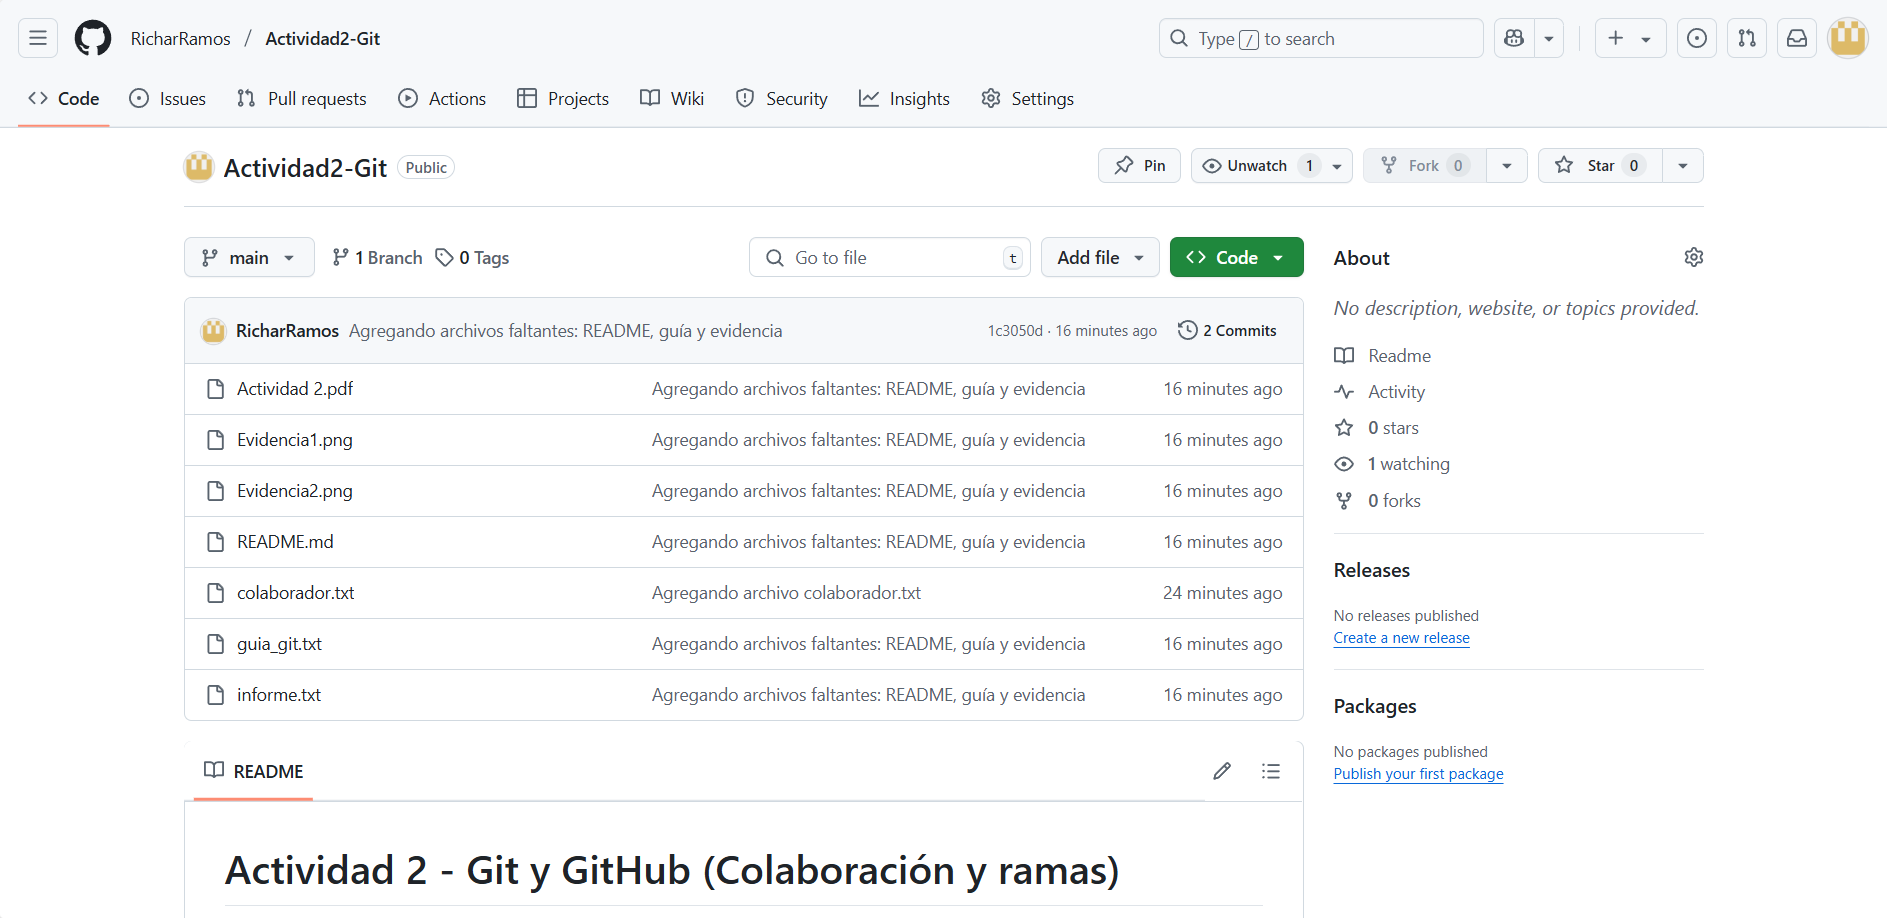 RicharRamos / Actividad2-Git
Type / to search
Code Issues Pull requests Actions Projects Wiki Security Insights Settings
Actividad2-Git Public
Pin Unwatch 1 Fork 0 Star 0
main 1 Branch 0 Tags
Go to file t Add file Code
RicharRamos Agregando archivos faltantes: README, guía y evidencia 1c3050d · 16 minutes ago 2 Commits
Actividad 2.pdf Agregando archivos faltantes: README, guía y evidencia 16 minutes ago
Evidencia1.png Agregando archivos faltantes: README, guía y evidencia 16 minutes ago
Evidencia2.png Agregando archivos faltantes: README, guía y evidencia 16 minutes ago
README.md Agregando archivos faltantes: README, guía y evidencia 16 minutes ago
colaborador.txt Agregando archivo colaborador.txt 24 minutes ago
guia_git.txt Agregando archivos faltantes: README, guía y evidencia 16 minutes ago
informe.txt Agregando archivos faltantes: README, guía y evidencia 16 minutes ago
README
Actividad 2 - Git y GitHub (Colaboración y ramas)
About
No description, website, or topics provided.
Readme
Activity
0 stars
1 watching
0 forks
Releases
No releases published
Create a new release
Packages
No packages published
Publish your first package